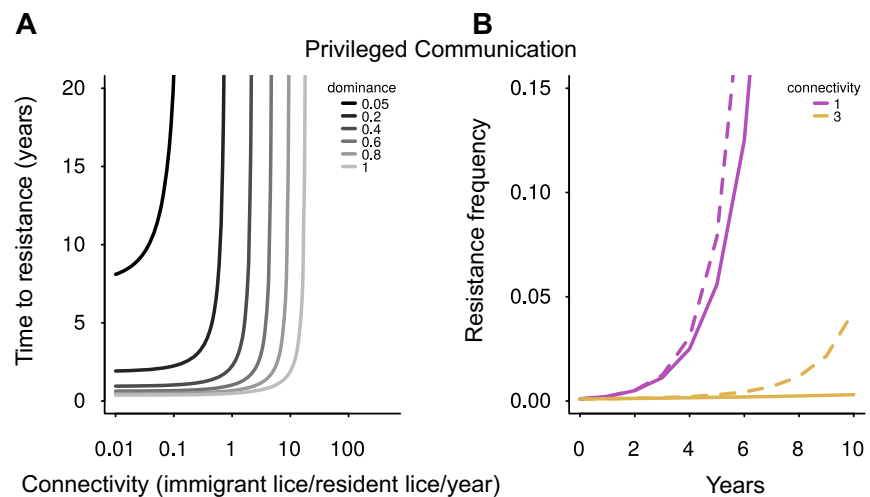 A
B
Privileged Communication
Time to resistance (years)
20
15
10
5
0
0.01 0.1 1 10 100
Connectivity (immigrant lice/resident lice/year)
dominance
0.05
0.2
0.4
0.6
0.8
1
Resistance frequency
0.15
0.10
0.05
0.00
0 2 4 6 8 10
Years
connectivity
1
3